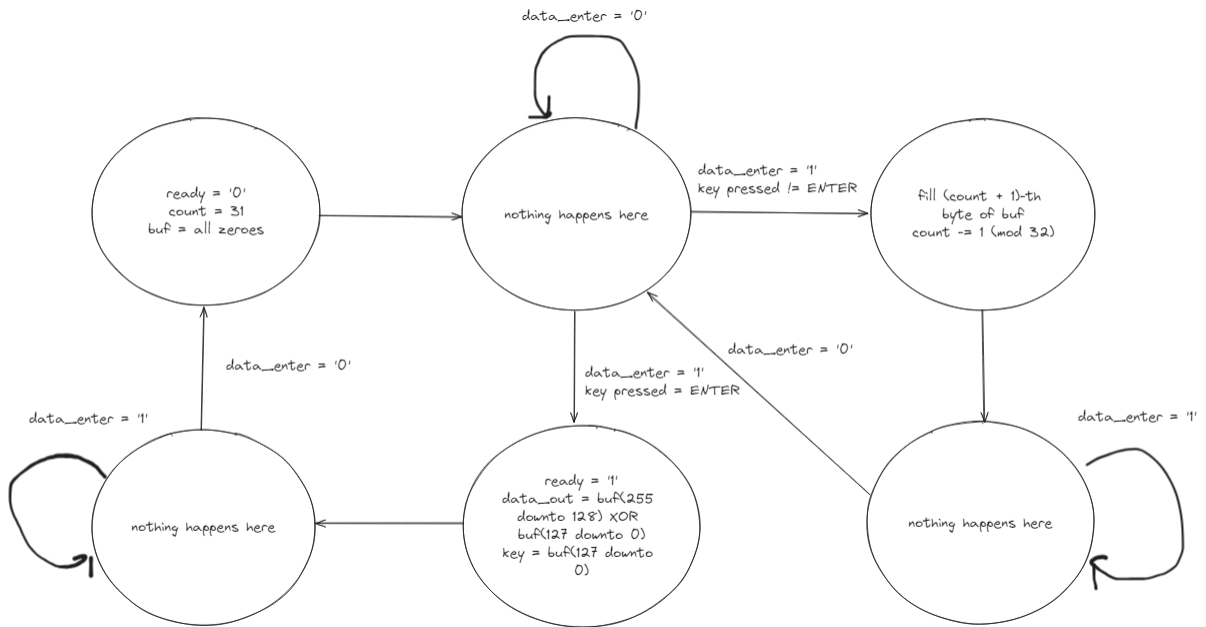 data_enter = '0'
ready = '0'
count = 31
buf = all zeroes
nothing happens here
data_enter = '1'
key pressed != ENTER
fill (count + 1)-th
byte of buf
count -= 1 (mod 32)
data_enter = '0'
data_enter = '1'
key pressed = ENTER
data_enter = '0'
data_enter = '1'
data_enter = '1'
nothing happens here
ready = '1'
data_out = buf(255
downto 128) XOR
buf(127 downto 0)
key = buf(127 downto
0)
nothing happens here